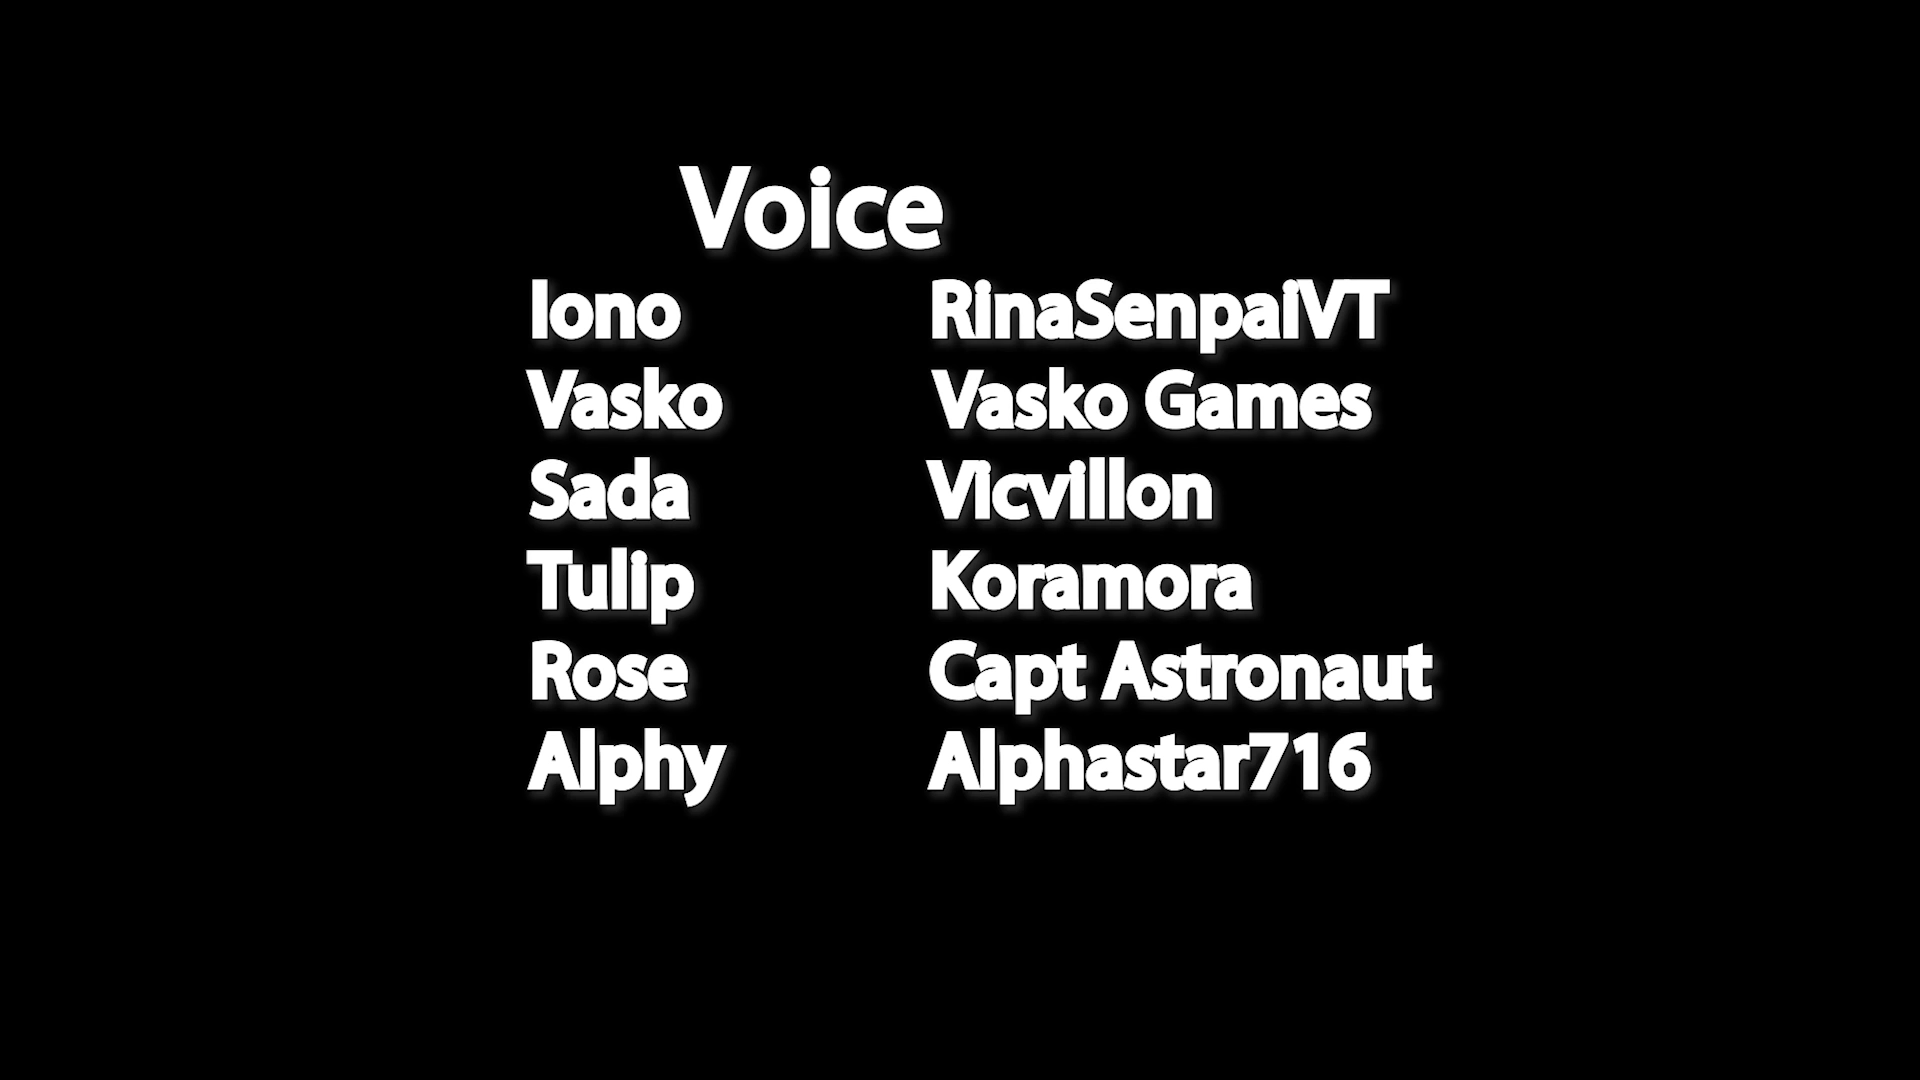 Voice
Iono RinaSenpaiVT
Vasko Vasko Games
Sada Vicvillon
Tulip Koramora
Rose Capt Astronaut
Alphy Alphastar716